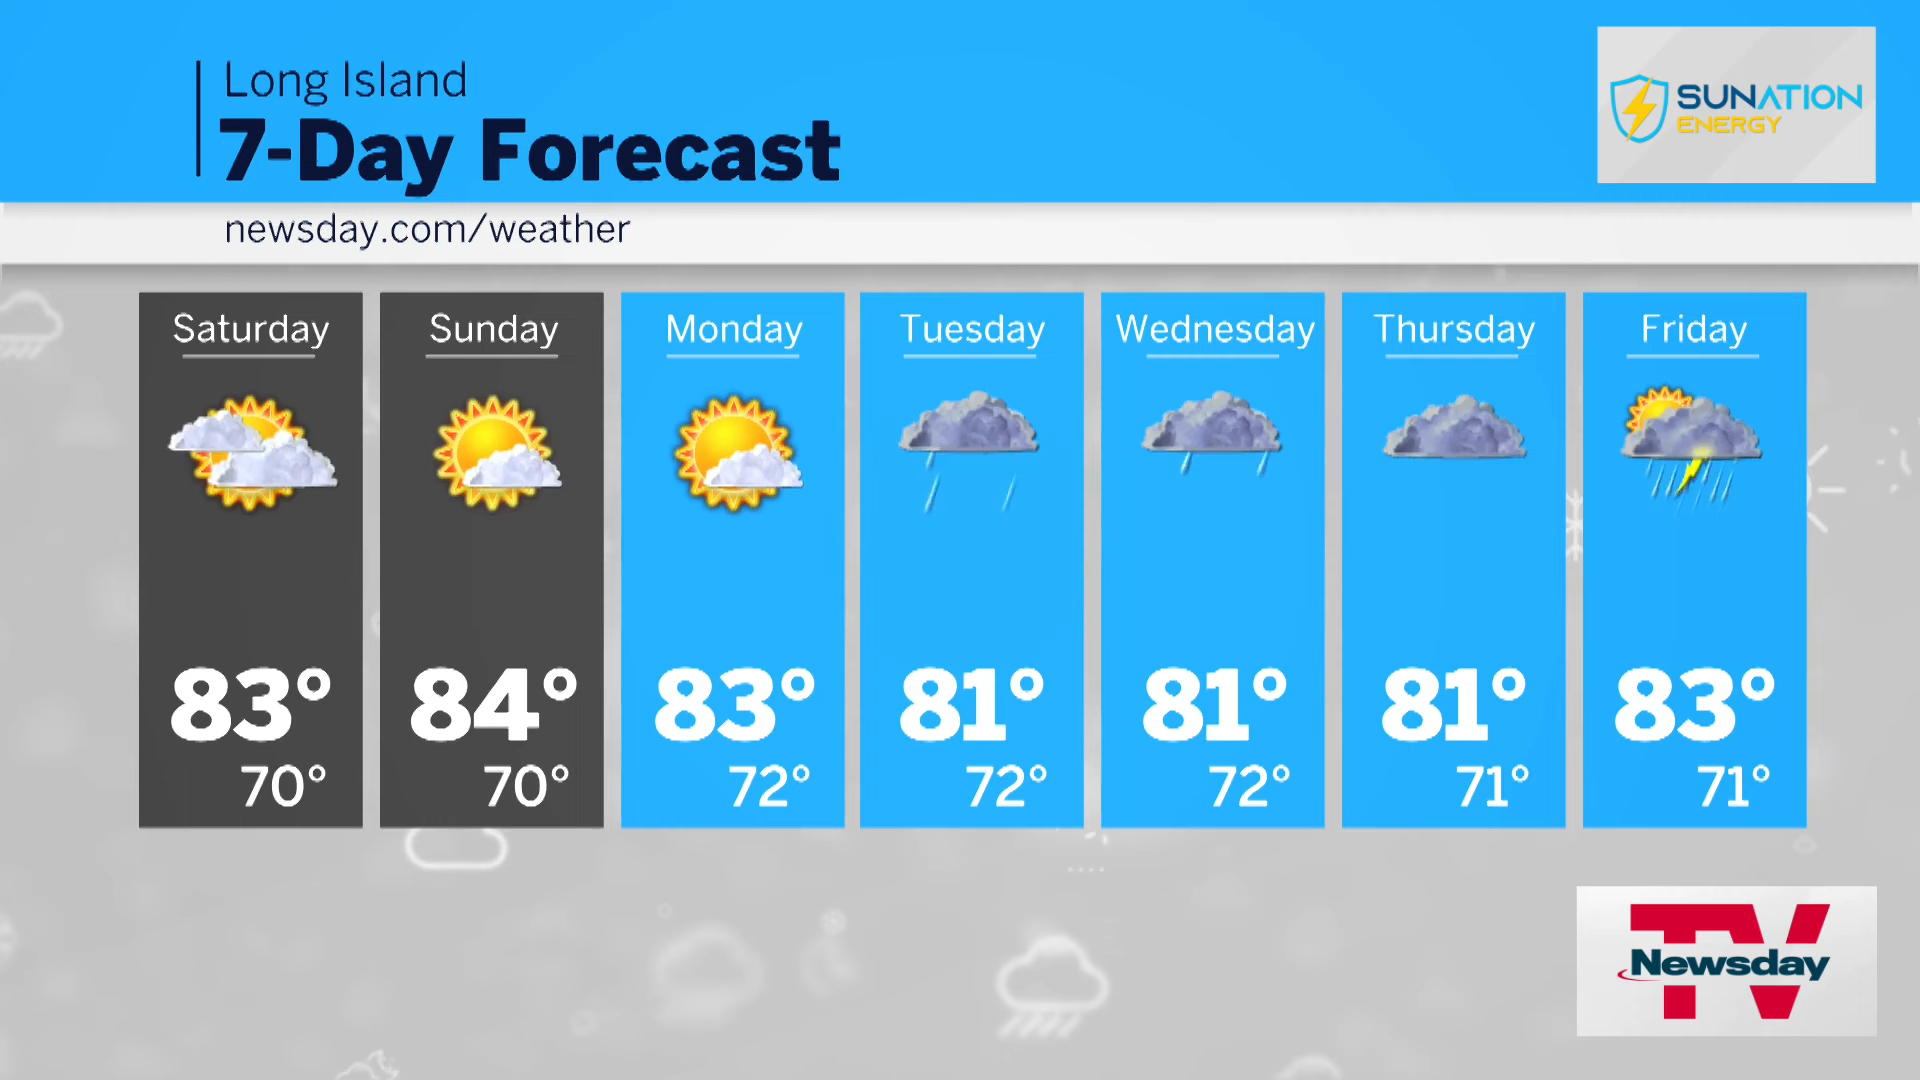 Long Island
7-Day Forecast
newsday.com/weather
SUNATION
ENERGY
Saturday
83°
70°
Sunday
84°
70°
Monday
83°
72°
Tuesday
81°
72°
Wednesday
81°
72°
Thursday
81°
71°
Friday
83°
71°
TV
Newsday